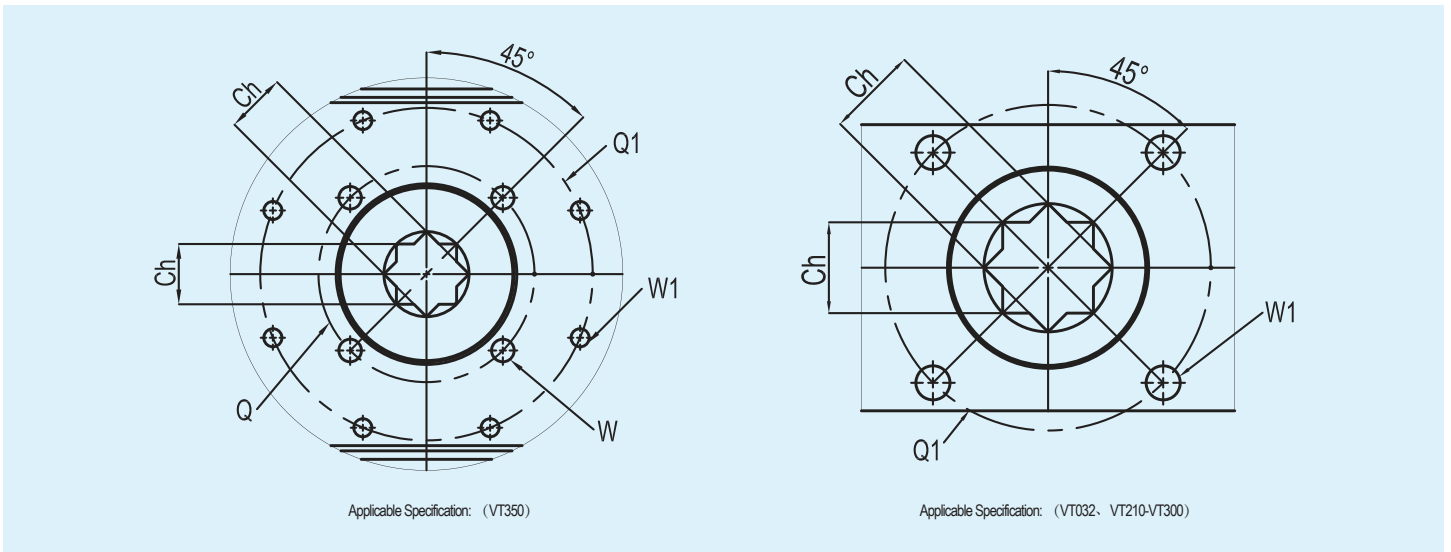 45°
Ch
Q1
Ch
W1
Q
W
Applicable Specification: （VT350）
45°
Ch
Ch
W1
Q1
Applicable Specification: （VT032、VT210-VT300）